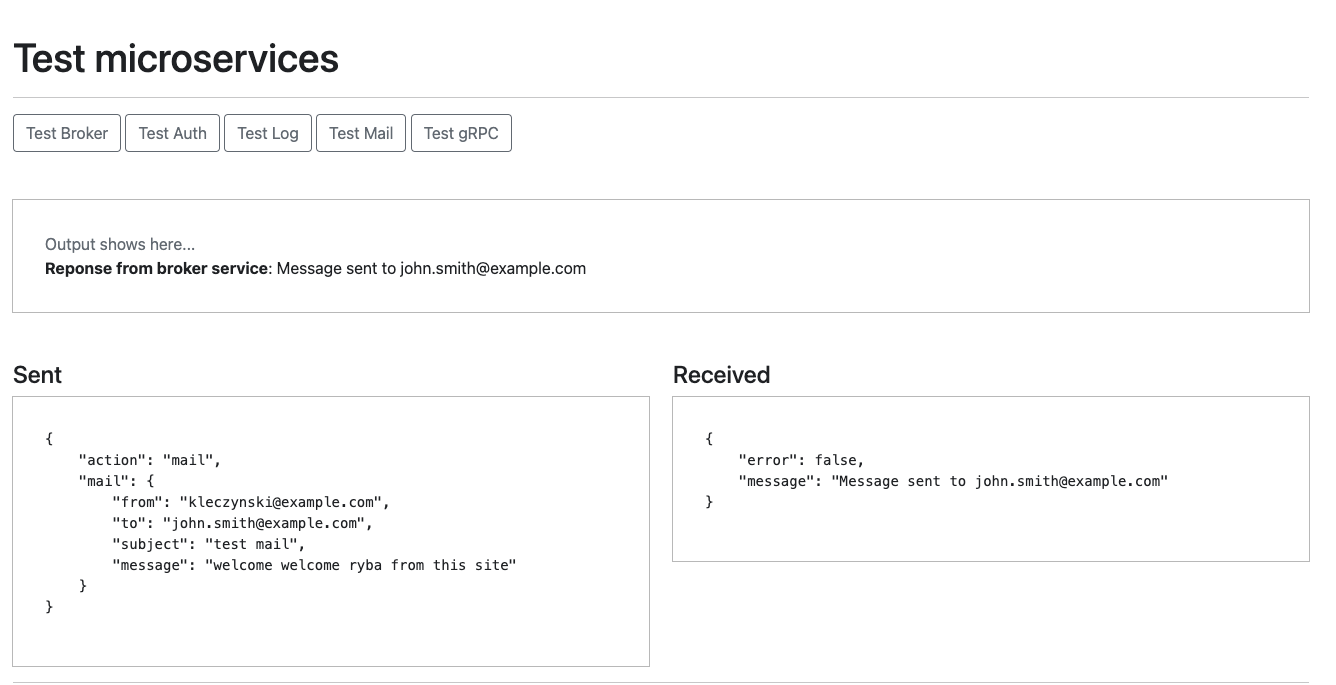 Test microservices
Test Broker Test Auth Test Log Test Mail Test gRPC
Output shows here...
Reponse from broker service: Message sent to john.smith@example.com
Sent
{
    "action": "mail",
    "mail": {
        "from": "kleczynski@example.com",
        "to": "john.smith@example.com",
        "subject": "test mail",
        "message": "welcome welcome ryba from this site"
    }
}
Received
{
    "error": false,
    "message": "Message sent to john.smith@example.com"
}